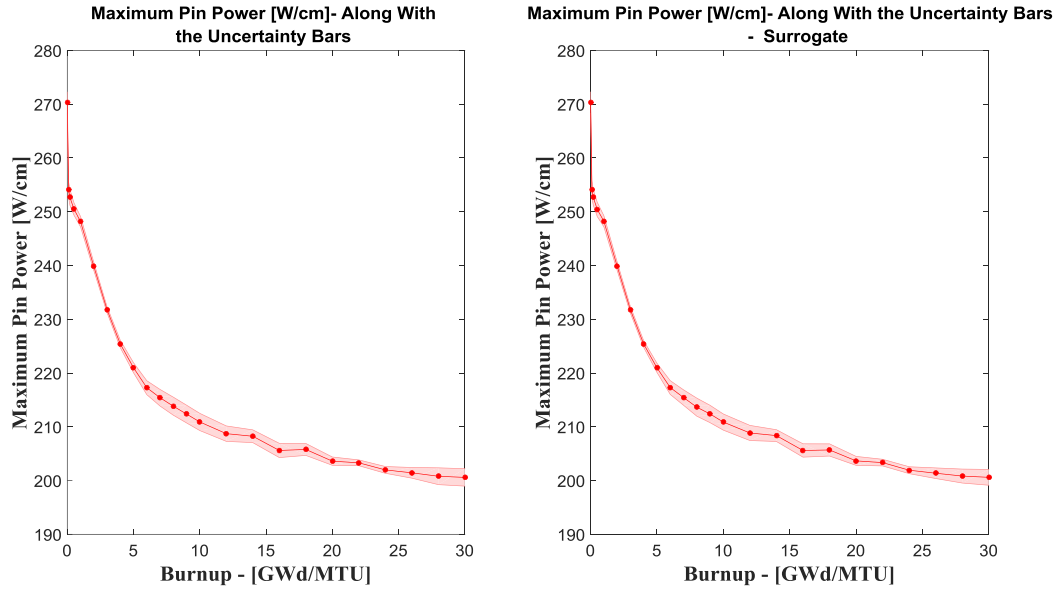 Maximum Pin Power [W/cm]- Along With
the Uncertainty Bars
280
270
260
250
240
230
220
210
200
190
Maximum Pin Power [W/cm]
0 5 10 15 20 25 30
Burnup - [GWd/MTU]
Maximum Pin Power [W/cm]- Along With the Uncertainty Bars
- Surrogate
280
270
260
250
240
230
220
210
200
190
Maximum Pin Power [W/cm]
0 5 10 15 20 25 30
Burnup - [GWd/MTU]